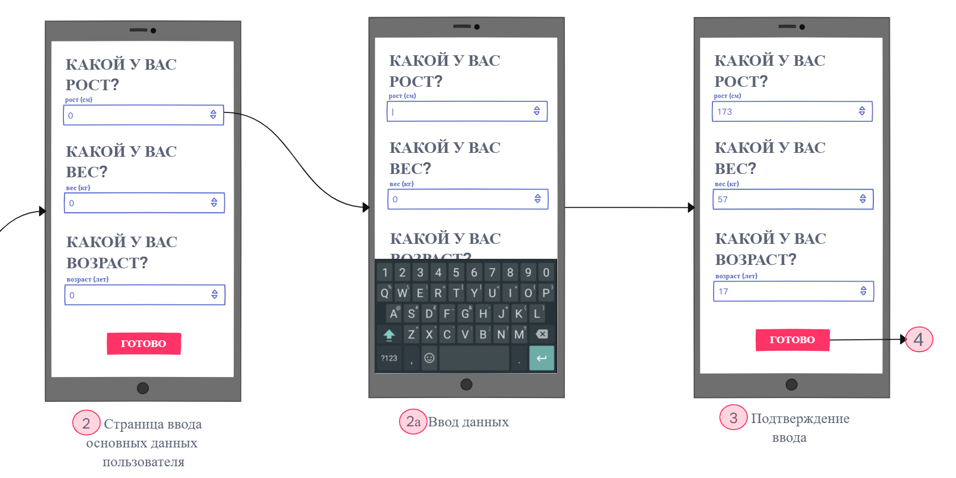 КАКОЙ У ВАС
РОСТ?
рост (см)
0
КАКОЙ У ВАС
ВЕС?
вес (кг)
0
КАКОЙ У ВАС
ВОЗРАСТ?
возраст (лет)
0
ГОТОВО
2 Страница ввода
основных данных
пользователя
КАКОЙ У ВАС
РОСТ?
рост (см)
КАКОЙ У ВАС
ВЕС?
вес (кг)
0
КАКОЙ У ВАС
ВОЗРАСТ?
1 2 3 4 5 6 7 8 9 0
Q W E R T Y U I O P
A S D F G H J K L
Z X C V B N M
?123 , .
2а Ввод данных
КАКОЙ У ВАС
РОСТ?
рост (см)
173
КАКОЙ У ВАС
ВЕС?
вес (кг)
57
КАКОЙ У ВАС
ВОЗРАСТ?
возраст (лет)
17
ГОТОВО
4
3 Подтверждение
ввода